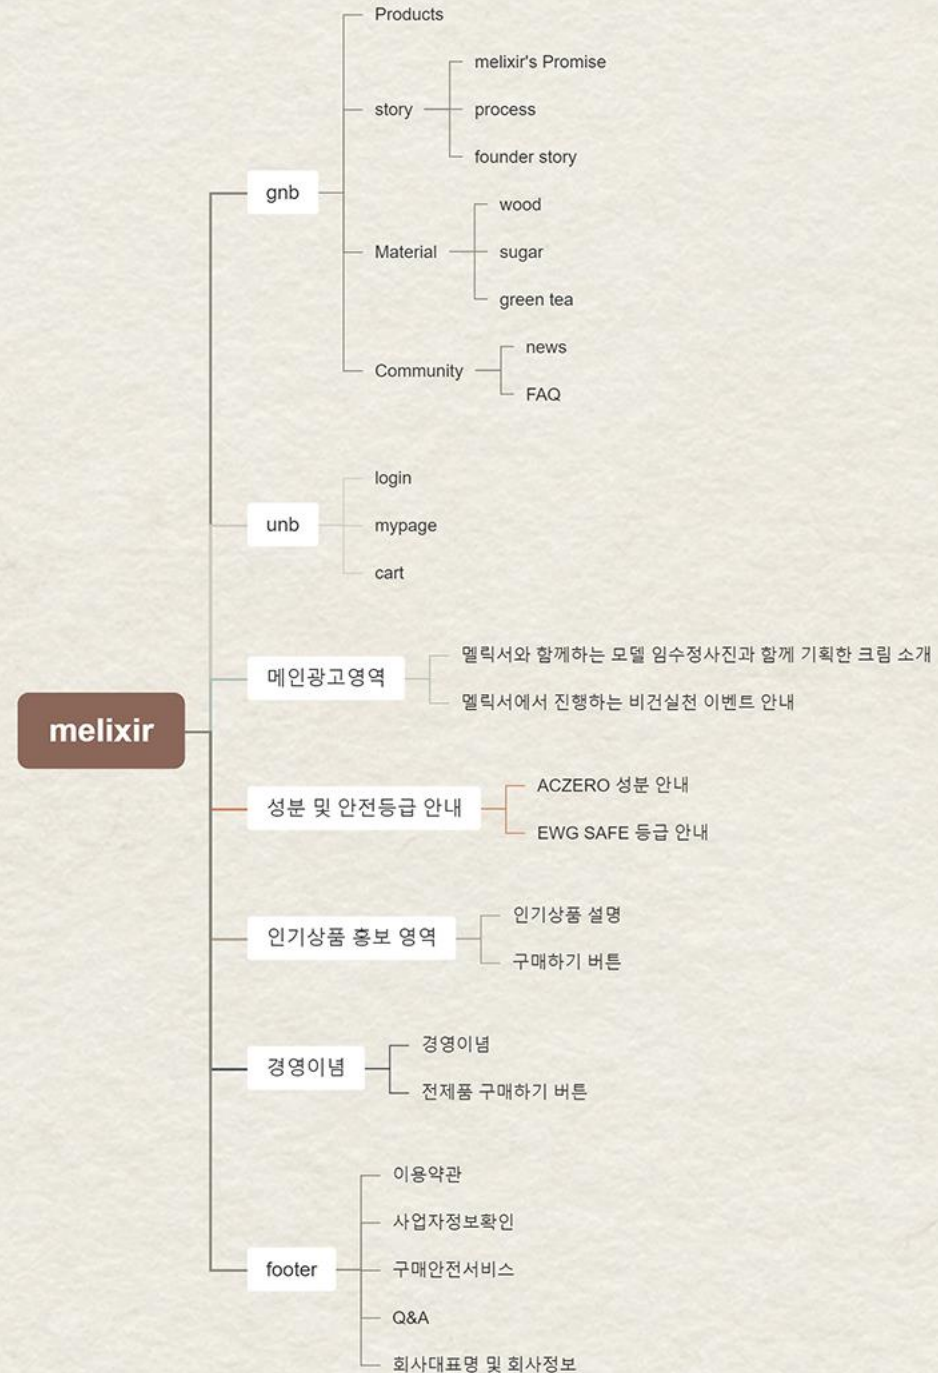 Products
melixir's Promise
story
process
founder story
gnb
wood
Material
sugar
green tea
news
Community
FAQ
login
unb
mypage
cart
멜릭서와 함께하는 모델 임수정사진과 함께 기획한 크림 소개
메인광고영역
멜릭서에서 진행하는 비건실천 이벤트 안내
melixir
ACZERO 성분 안내
성분 및 안전등급 안내
EWG SAFE 등급 안내
인기상품 설명
인기상품 홍보 영역
구매하기 버튼
경영이념
경영이념
전제품 구매하기 버튼
이용약관
사업자정보확인
footer
구매안전서비스
Q&A
회사대표명 및 회사정보